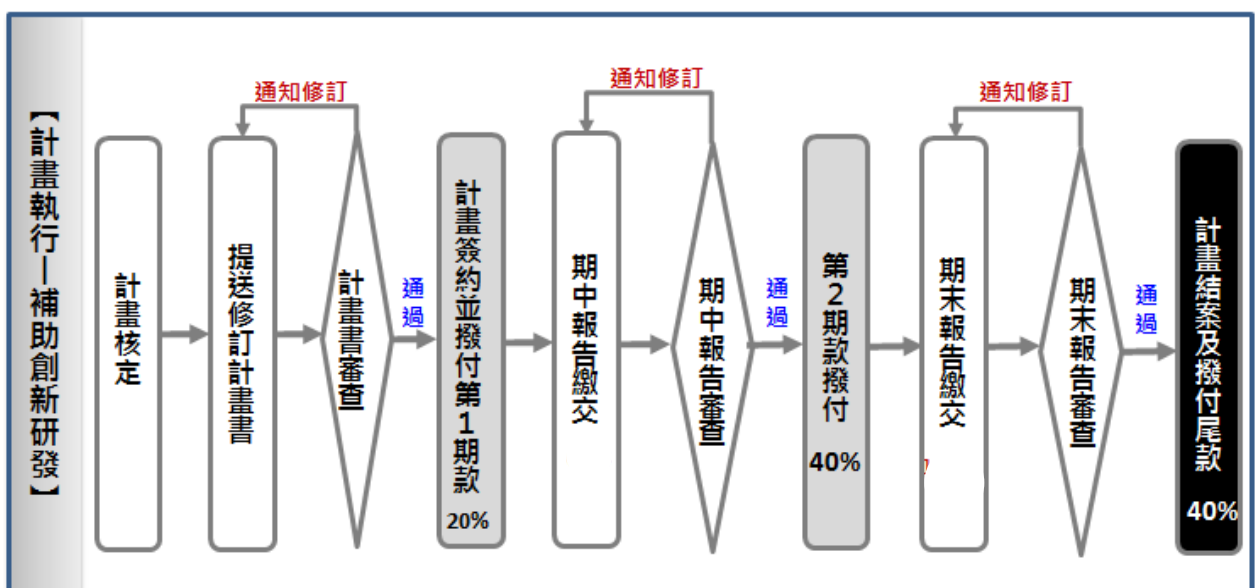 【計畫執行—補助創新研發】
計畫核定
提送修訂計畫書
通知修訂
計畫書審查
通過
計畫簽約並撥付第1期款
20%
期中報告繳交
通知修訂
期中報告審查
通過
第2期款撥付
40%
期末報告繳交
通知修訂
期末報告審查
通過
計畫結案及撥付尾款
40%